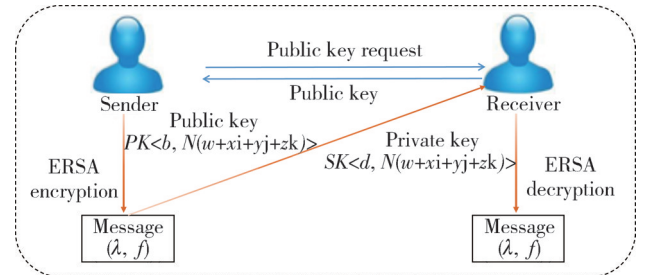 Public key request
Public key
Sender
Receiver
Public key
PK<b, N(w+xi+yj+zk)>
Private key
SK<d, N(w+xi+yj+zk)>
ERSA
encryption
ERSA
decryption
Message
(λ, f)
Message
(λ, f)